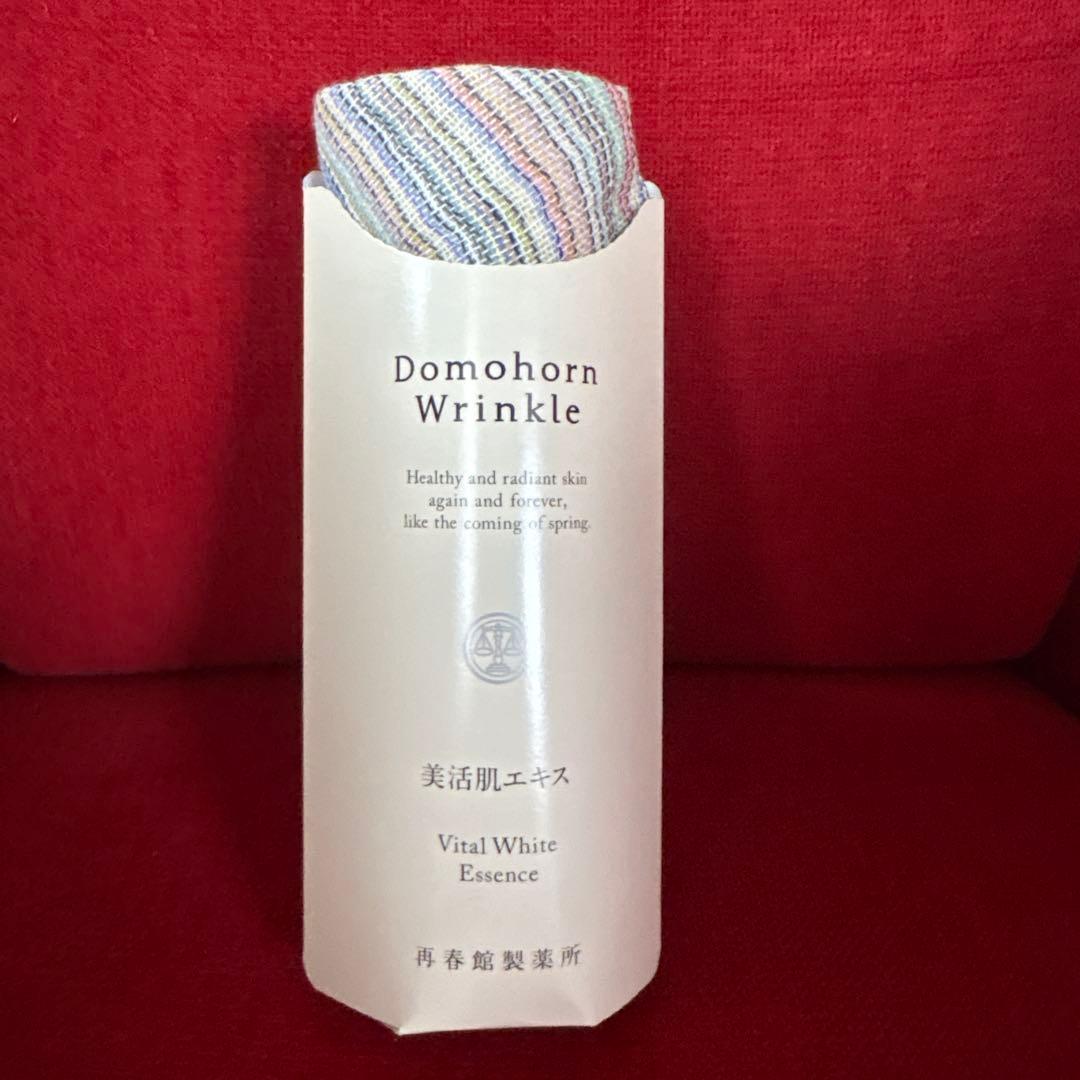 Domohorn
Wrinkle
Healthy and radiant skin
again and forever,
like the coming of spring.
美活肌エキス
Vital White
Essence
再春館製薬所